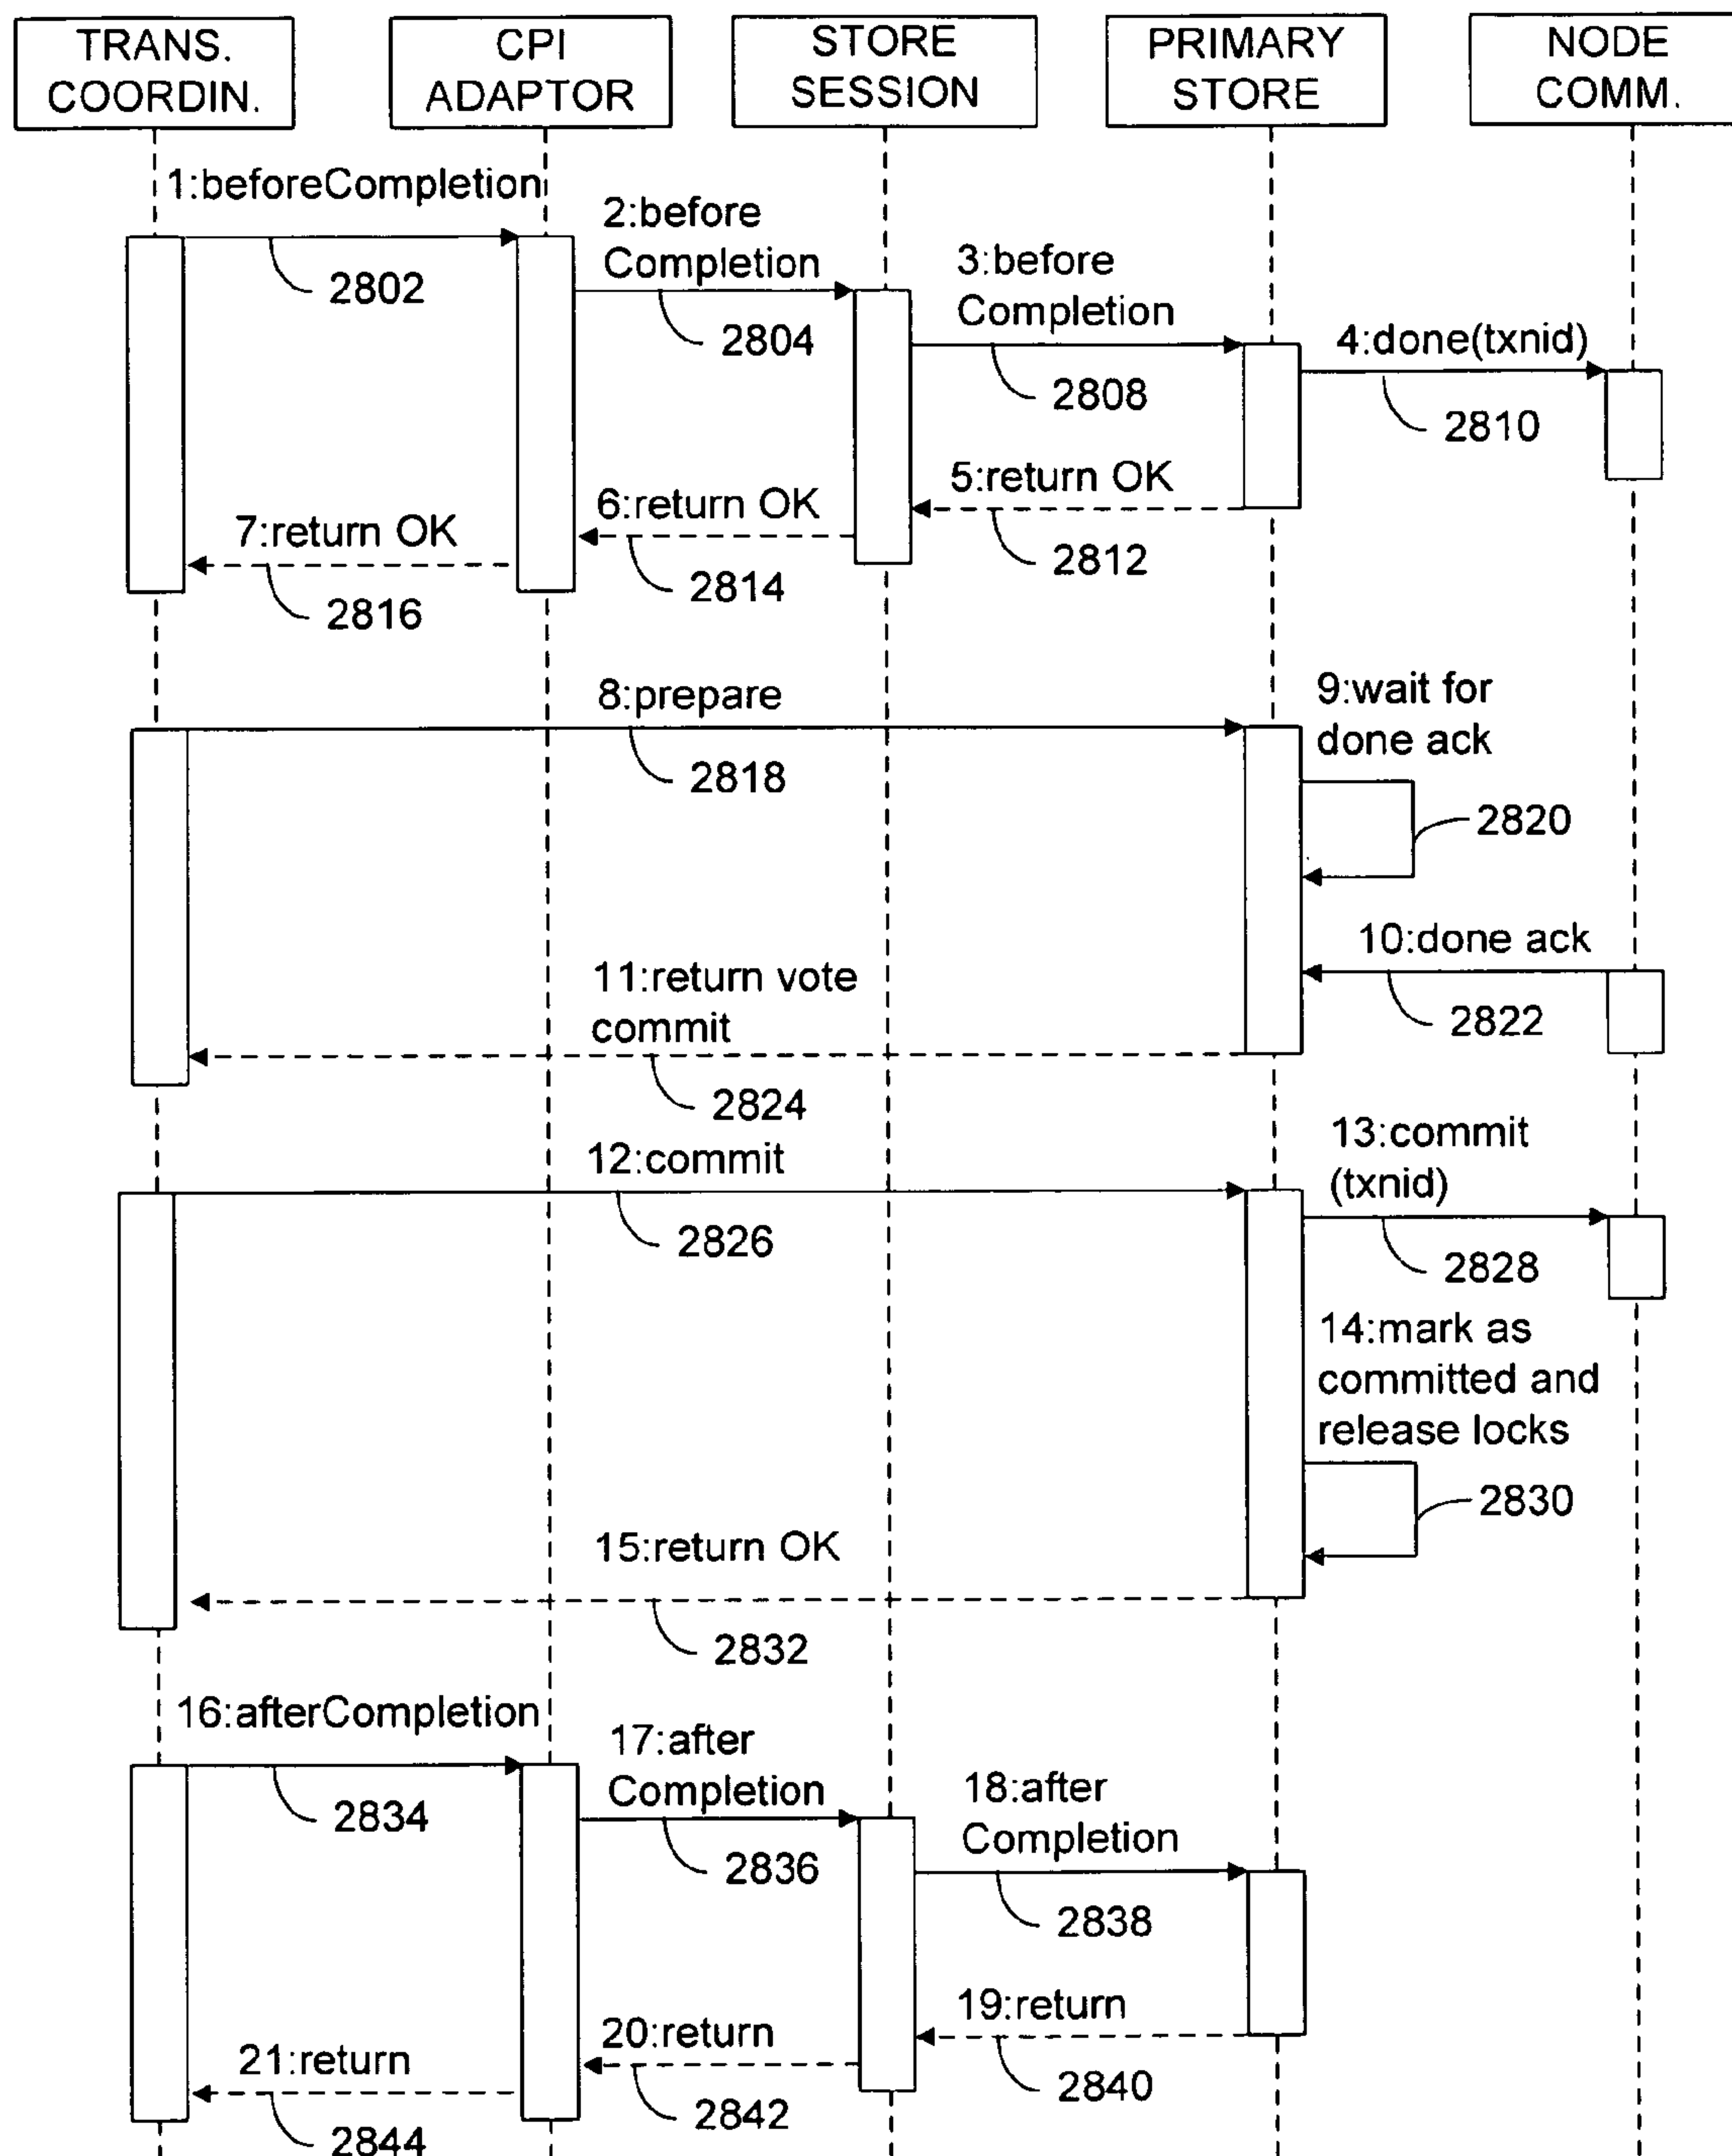 TRANS.
COORDIN.
CPI
ADAPTOR
STORE
SESSION
PRIMARY
STORE
NODE
COMM.
1:beforeCompletion
2802
2:before
Completion
2804
3:before
Completion
2808
4:done(txnid)
2810
5:return OK
2812
6:return OK
2814
7:return OK
2816
8:prepare
2818
9:wait for
done ack
2820
10:done ack
2822
11:return vote
commit
2824
12:commit
2826
13:commit
(txnid)
2828
14:mark as
committed and
release locks
2830
15:return OK
2832
16:afterCompletion
2834
17:after
Completion
2836
18:after
Completion
2838
19:return
2840
20:return
2842
21:return
2844